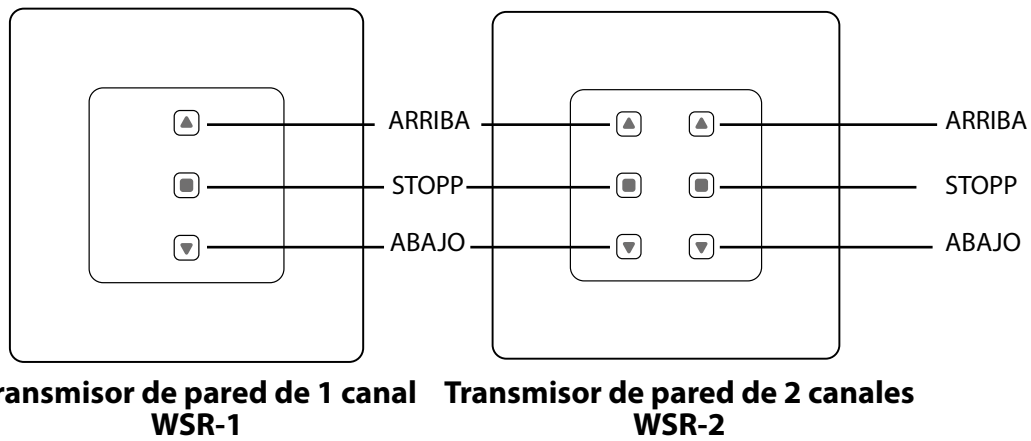 ARRIBA ARRIBA
STOPP STOPP
ABAJO ABAJO
ransmisor de pared de 1 canal Transmisor de pared de 2 canales
WSR-1 WSR-2